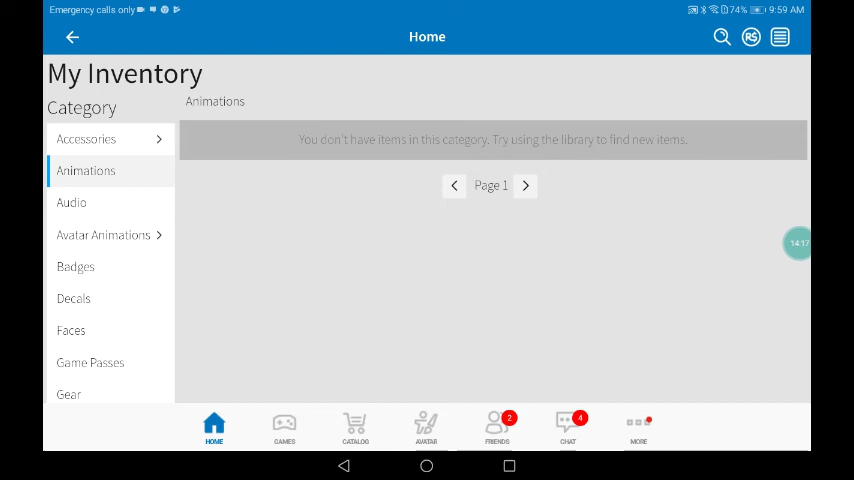 Emergency calls only
74% 9:59 AM
Home
R$
My Inventory
Category
Animations
Accessories
You don't have items in this category. Try using the library to find new items.
Animations
Page 1
Audio
Avatar Animations
14:17
Badges
Decals
Faces
Game Passes
Gear
2
4
HOME
GAMES
CATALOG
AVATAR
FRIENDS
CHAT
MORE